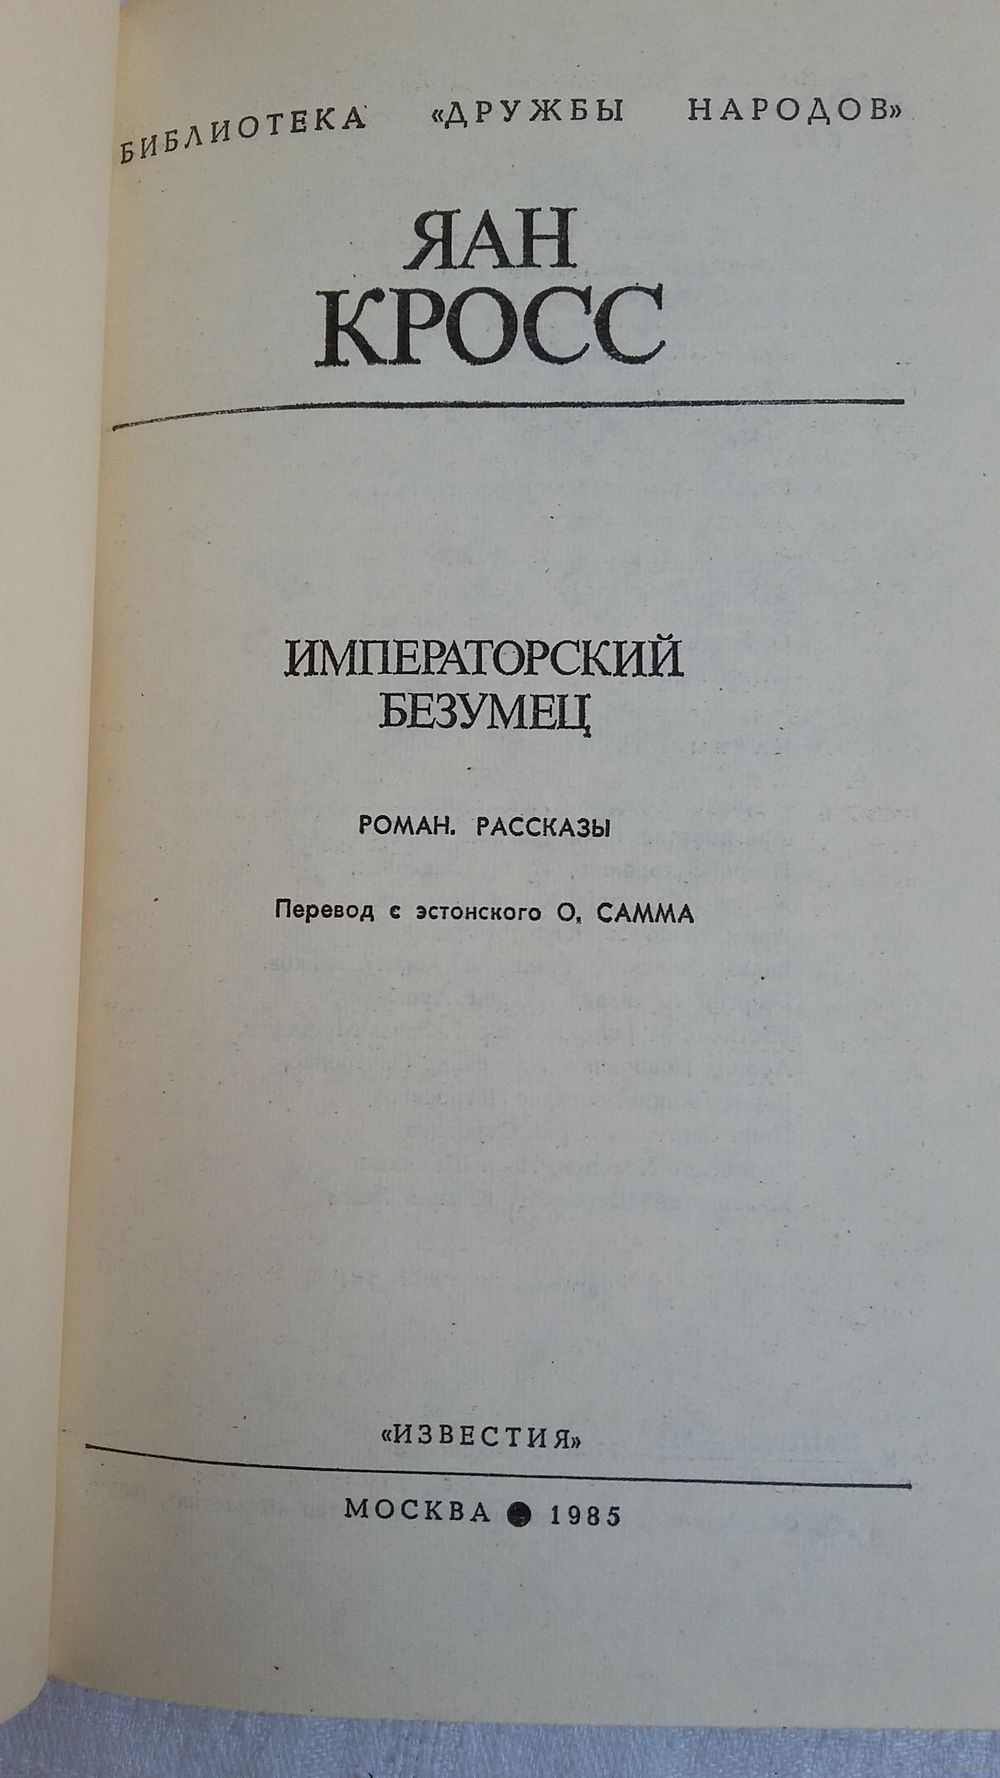 БИБЛИОТЕКА «ДРУЖБЫ НАРОДОВ»
ЯАН
КРОСС
ИМПЕРАТОРСКИЙ
БЕЗУМЕЦ
РОМАН. РАССКАЗЫ
Перевод с эстонского О, САММА
«ИЗВЕСТИЯ»
МОСКВА ● 1985